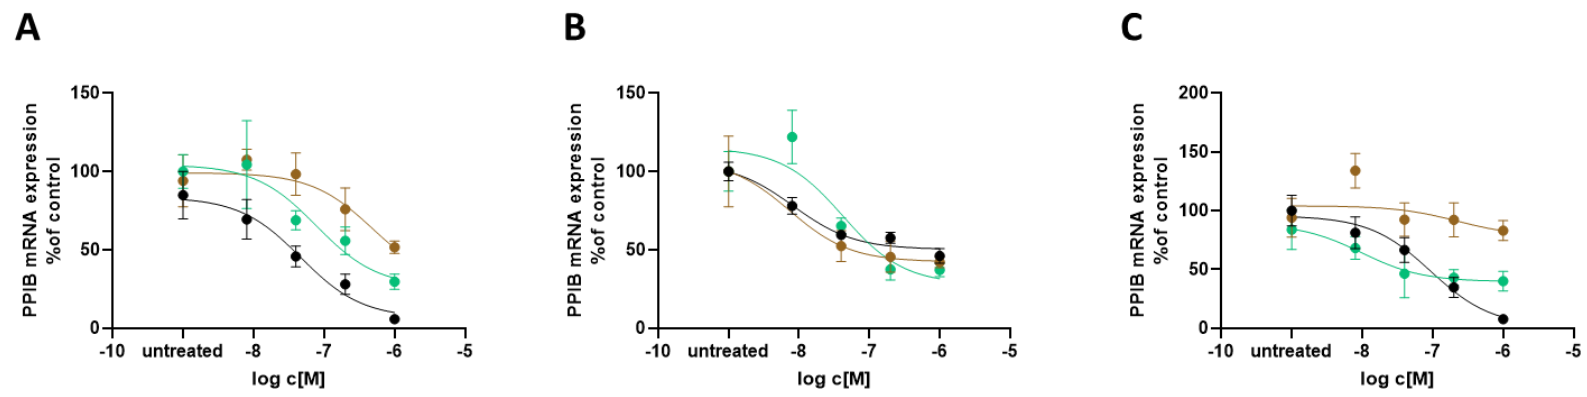 A
B
C
PPIB mRNA expression
%of control
150
100
50
0
-10
untreated
-8
-7
-6
-5
log c[M]
PPIB mRNA expression
%of control
150
100
50
0
-10
untreated
-8
-7
-6
-5
log c[M]
PPIB mRNA expression
%of control
200
150
100
50
0
-10
untreated
-8
-7
-6
-5
log c[M]